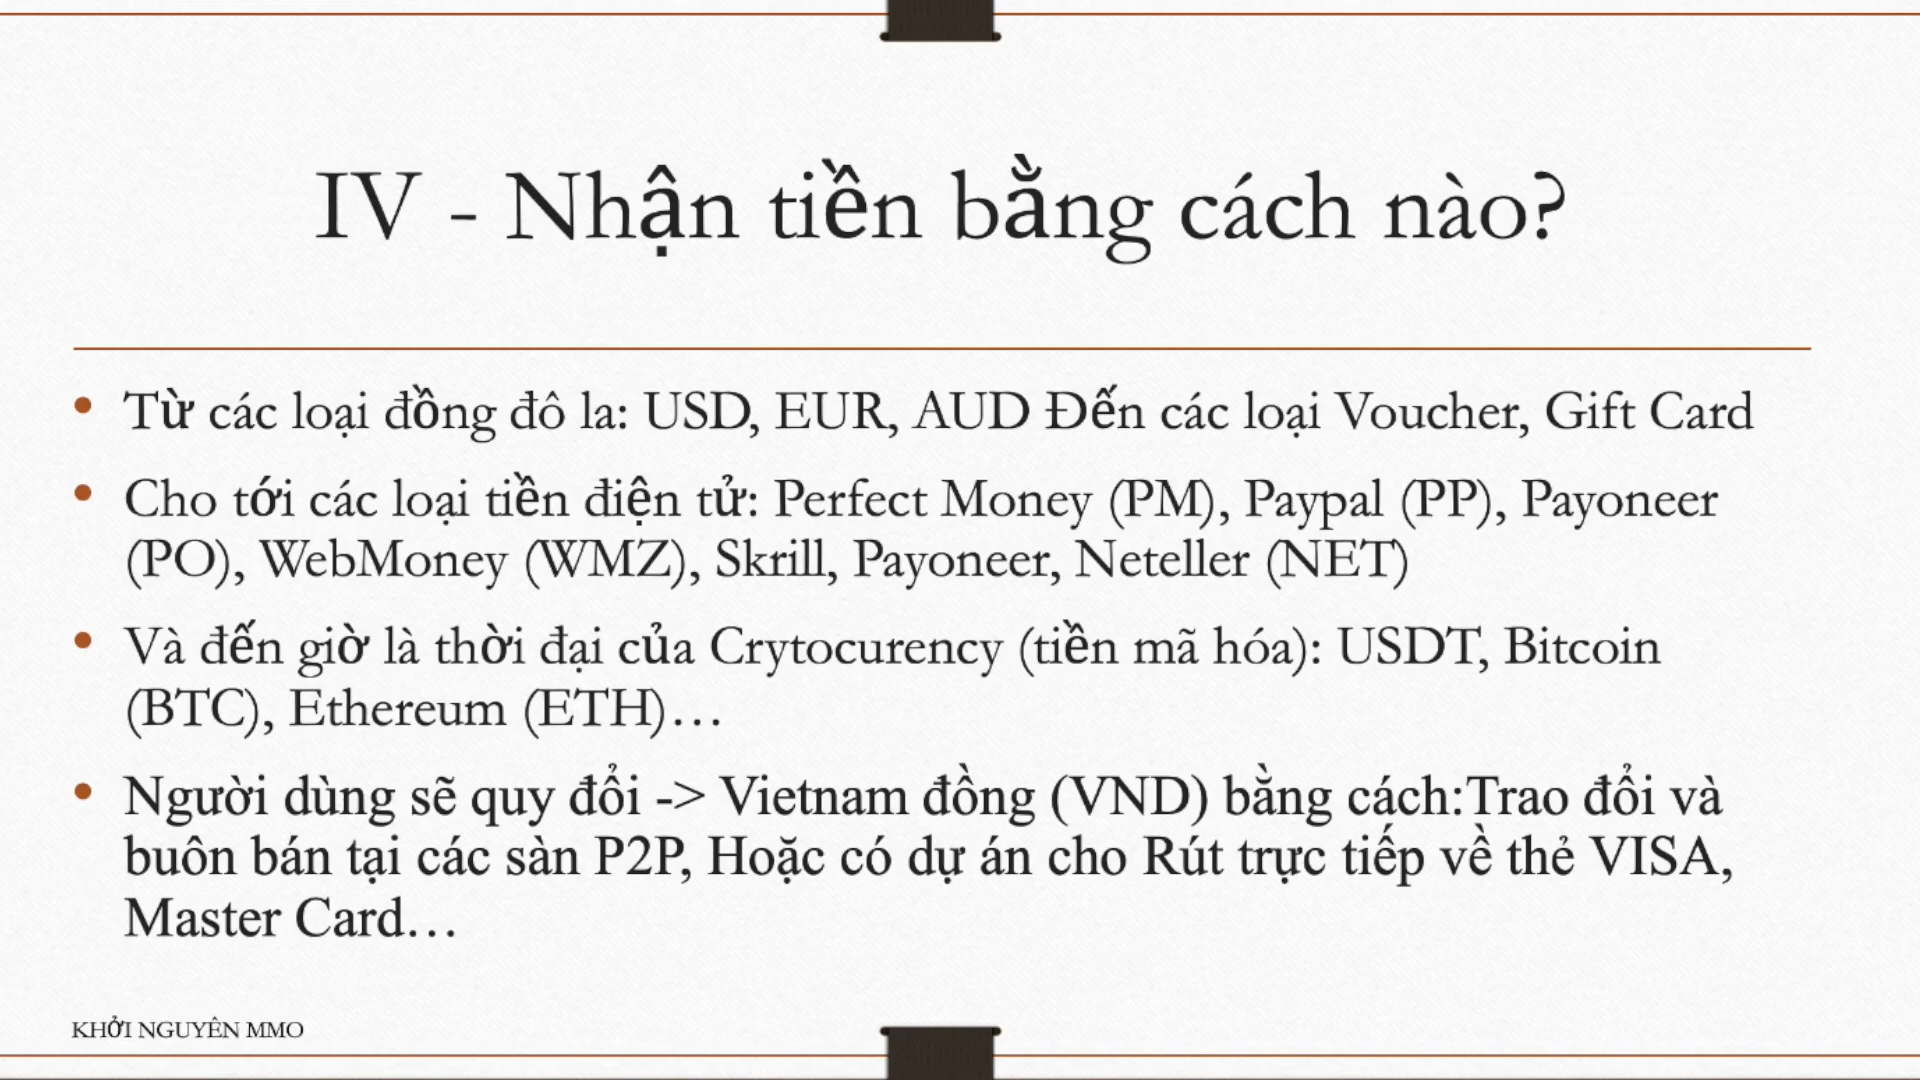 IV - Nhận tiền bằng cách nào?
• Từ các loại đồng đô la: USD, EUR, AUD Đến các loại Voucher, Gift Card
• Cho tới các loại tiền điện tử: Perfect Money (PM), Paypal (PP), Payoneer
(PO), WebMoney (WMZ), Skrill, Payoneer, Neteller (NET)
• Và đến giờ là thời đại của Crytocurency (tiền mã hóa): USDT, Bitcoin
(BTC), Ethereum (ETH)…
• Người dùng sẽ quy đổi -> Vietnam đồng (VND) bằng cách:Trao đổi và
buôn bán tại các sàn P2P, Hoặc có dự án cho Rút trực tiếp về thẻ VISA,
Master Card…
KHỞI NGUYÊN MMO